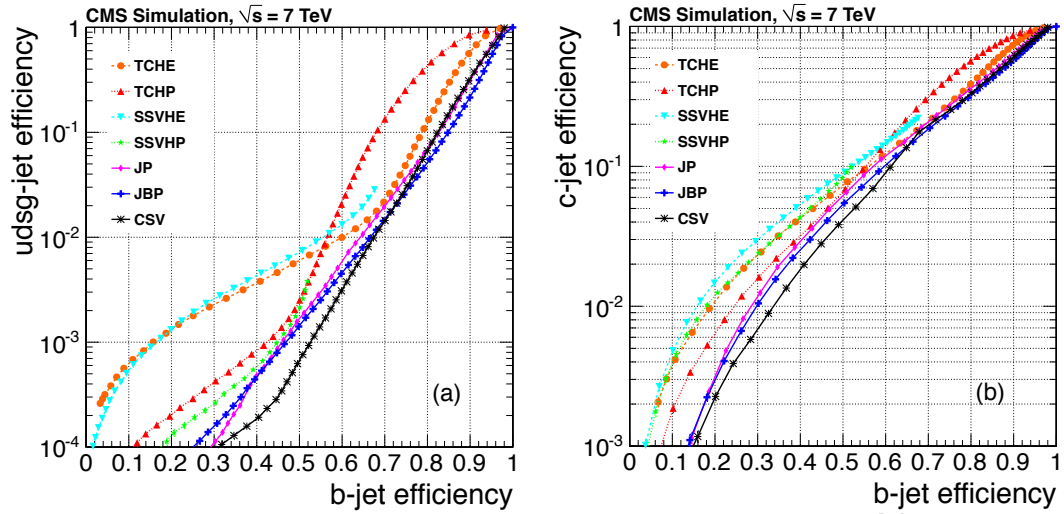 CMS Simulation, √s = 7 TeV
udsg-jet efficiency
1
10⁻¹
10⁻²
10⁻³
10⁻⁴
TCHE
TCHP
SSVHE
SSVHP
JP
JBP
CSV
(a)
0 0.1 0.2 0.3 0.4 0.5 0.6 0.7 0.8 0.9 1
b-jet efficiency
CMS Simulation, √s = 7 TeV
c-jet efficiency
1
10⁻¹
10⁻²
10⁻³
TCHE
TCHP
SSVHE
SSVHP
JP
JBP
CSV
(b)
0 0.1 0.2 0.3 0.4 0.5 0.6 0.7 0.8 0.9 1
b-jet efficiency